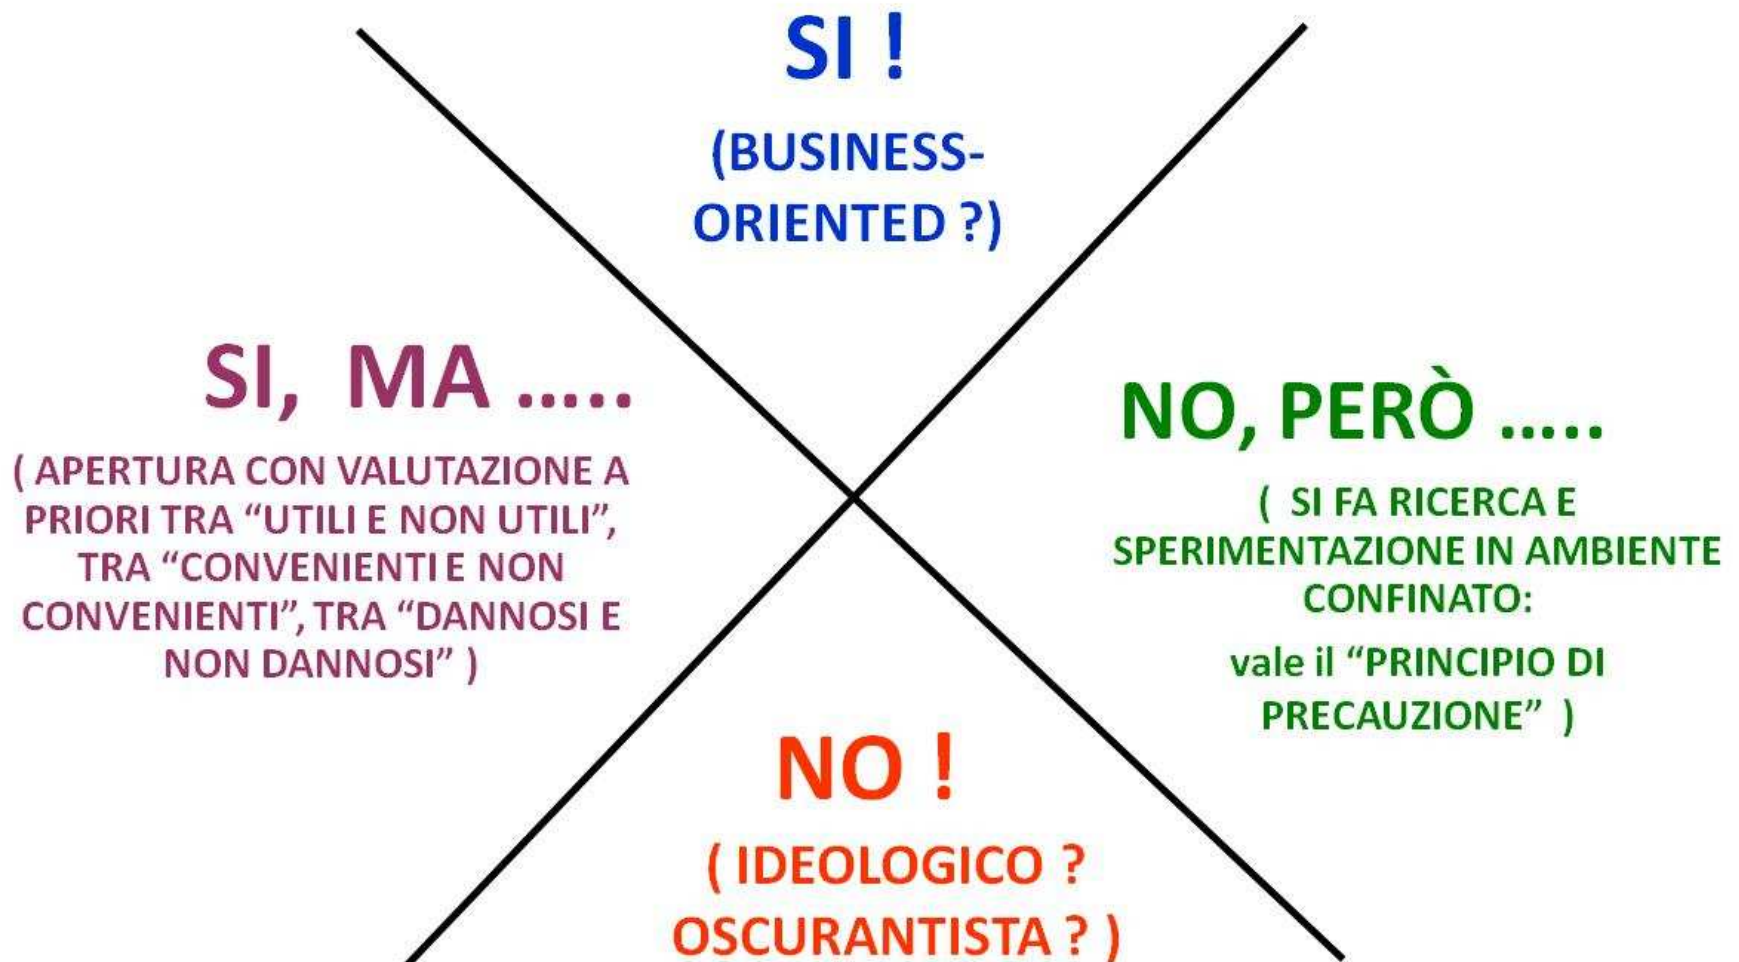 SI !
(BUSINESS-
ORIENTED ?)
SI, MA .....
( APERTURA CON VALUTAZIONE A
PRIORI TRA “UTILI E NON UTILI”,
TRA “CONVENIENTI E NON
CONVENIENTI”, TRA “DANNOSI E
NON DANNOSI” )
NO, PERÒ .....
( SI FA RICERCA E
SPERIMENTAZIONE IN AMBIENTE
CONFINATO:
vale il “PRINCIPIO DI
PRECAUZIONE” )
NO !
( IDEOLOGICO ?
OSCURANTISTA ? )